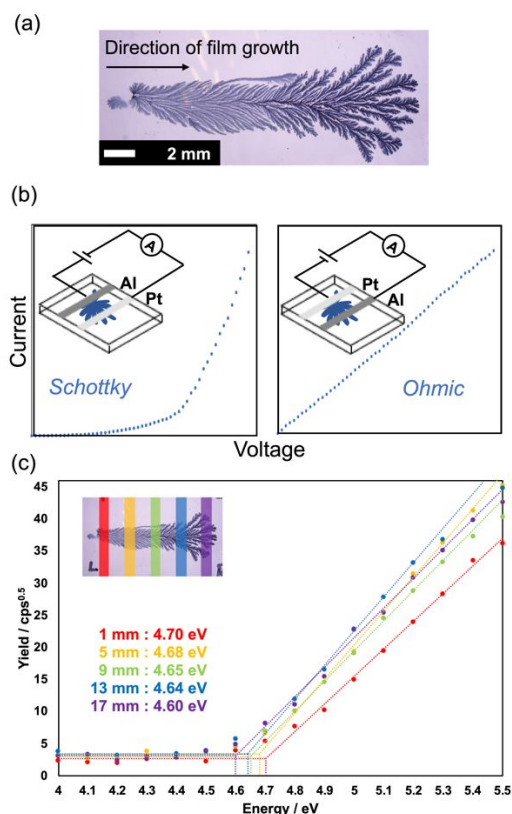 (a)
Direction of film growth
2 mm
(b)
A
Al
Pt
Schottky
A
Pt
Al
Ohmic
Current
Voltage
(c)
45
40
35
30
25
20
15
10
5
0
Yield / cps0.5
L
1 mm : 4.70 eV
5 mm : 4.68 eV
9 mm : 4.65 eV
13 mm : 4.64 eV
17 mm : 4.60 eV
4 4.1 4.2 4.3 4.4 4.5 4.6 4.7 4.8 4.9 5 5.1 5.2 5.3 5.4 5.5
Energy / eV